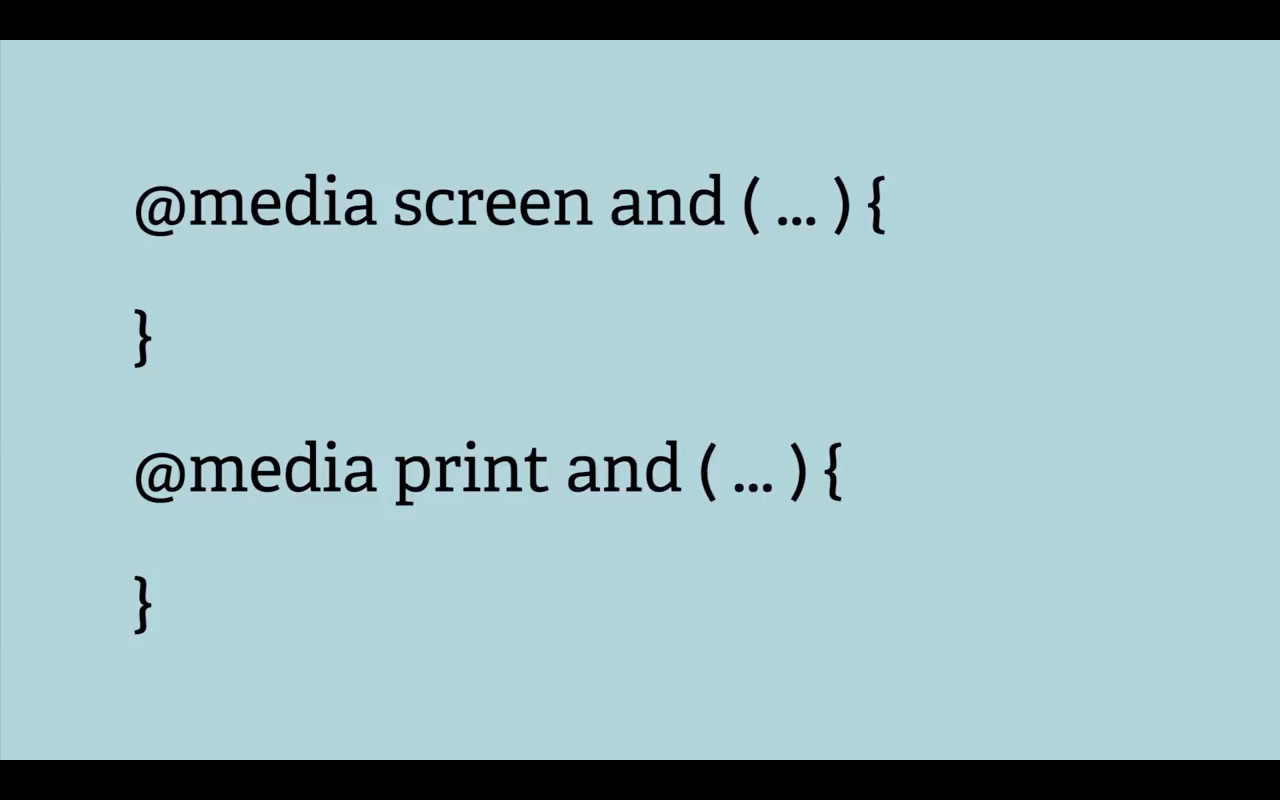 @media screen and ( ... ) {
}
@media print and ( ... ) {
}